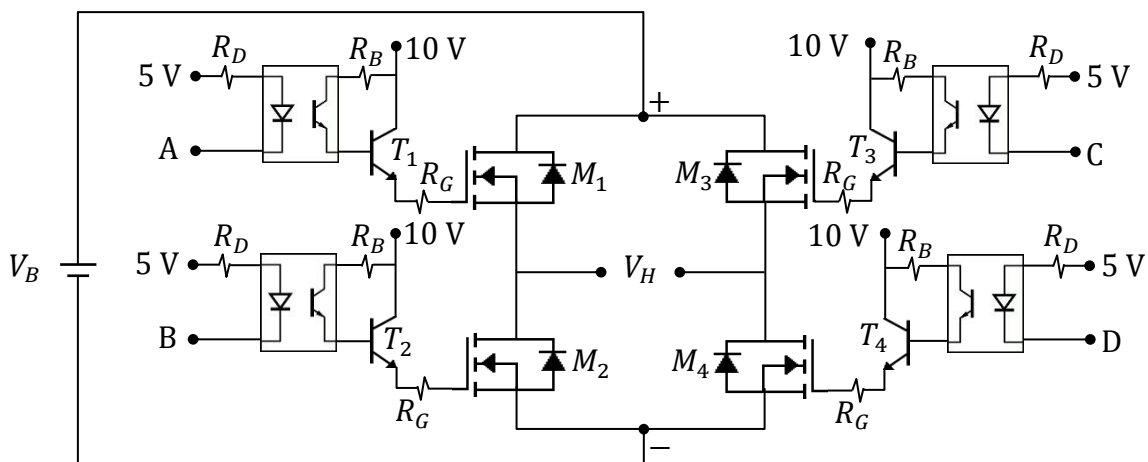 +
10 V
10 V
R_D
R_B
R_B
R_D
5 V
5 V
A
T_1
T_3
C
R_G
M_1
M_3
R_G
10 V
10 V
R_D
R_B
R_B
R_D
V_B
5 V
V_H
5 V
B
T_2
T_4
D
M_2
M_4
R_G
R_G
−